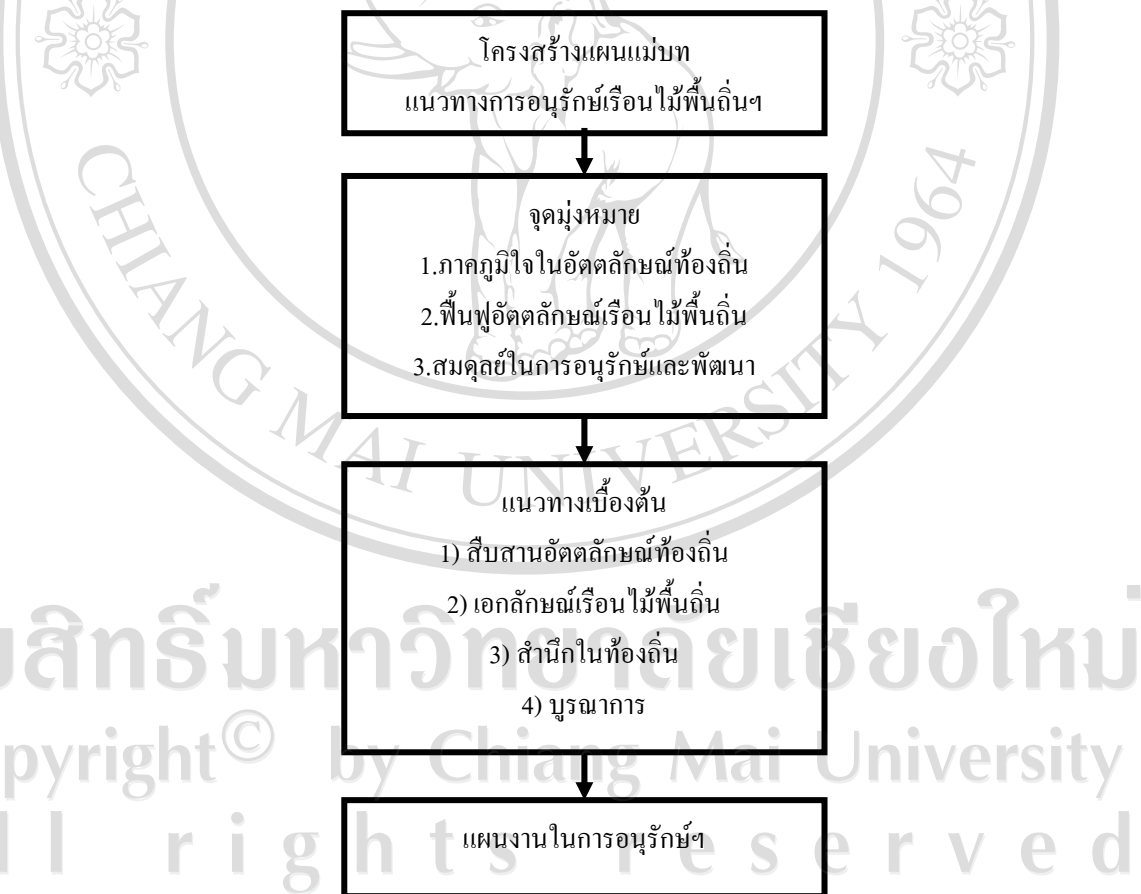 โครงสร้างแผนแม่บท
แนวทางการอนุรักษ์เรือนไม้พื้นถิ่นฯ
จุดมุ่งหมาย
1.ภาคภูมิใจในอัตตลักษณ์ท้องถิ่น
2.ฟื้นฟูอัตตลักษณ์เรือนไม้พื้นถิ่น
3.สมดุลย์ในการอนุรักษ์และพัฒนา
แนวทางเบื้องต้น
1) สืบสานอัตตลักษณ์ท้องถิ่น
2) เอกลักษณ์เรือนไม้พื้นถิ่น
3) สำนึกในท้องถิ่น
4) บูรณาการ
แผนงานในการอนุรักษ์ฯ
CHIANG MAI UNIVERSITY 1964
สิทธิ์มหาวิทยาลัยเชียงใหม่
pyright© by Chiang Mai University
ll rights reserved